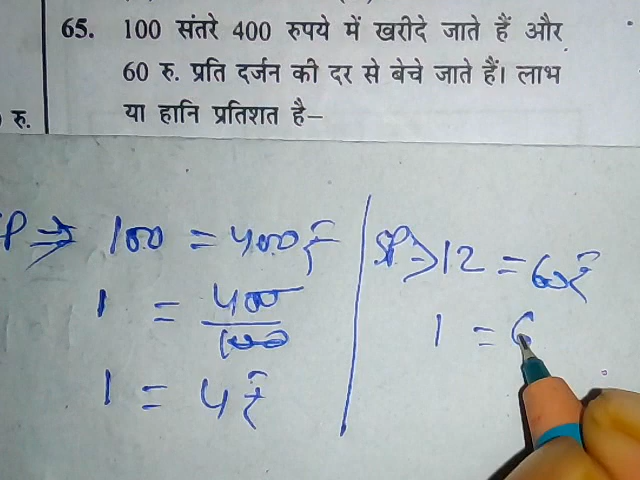 65. 100 संतरे 400 रुपये में खरीदे जाते हैं और
60 रु. प्रति दर्जन की दर से बेचे जाते हैं। लाभ
या हानि प्रतिशत है–
रु.
P ⇒ 100 = 400 रु
1 = 400/100
1 = 4 रु
SP ⇒ 12 = 60 रु
1 = 6